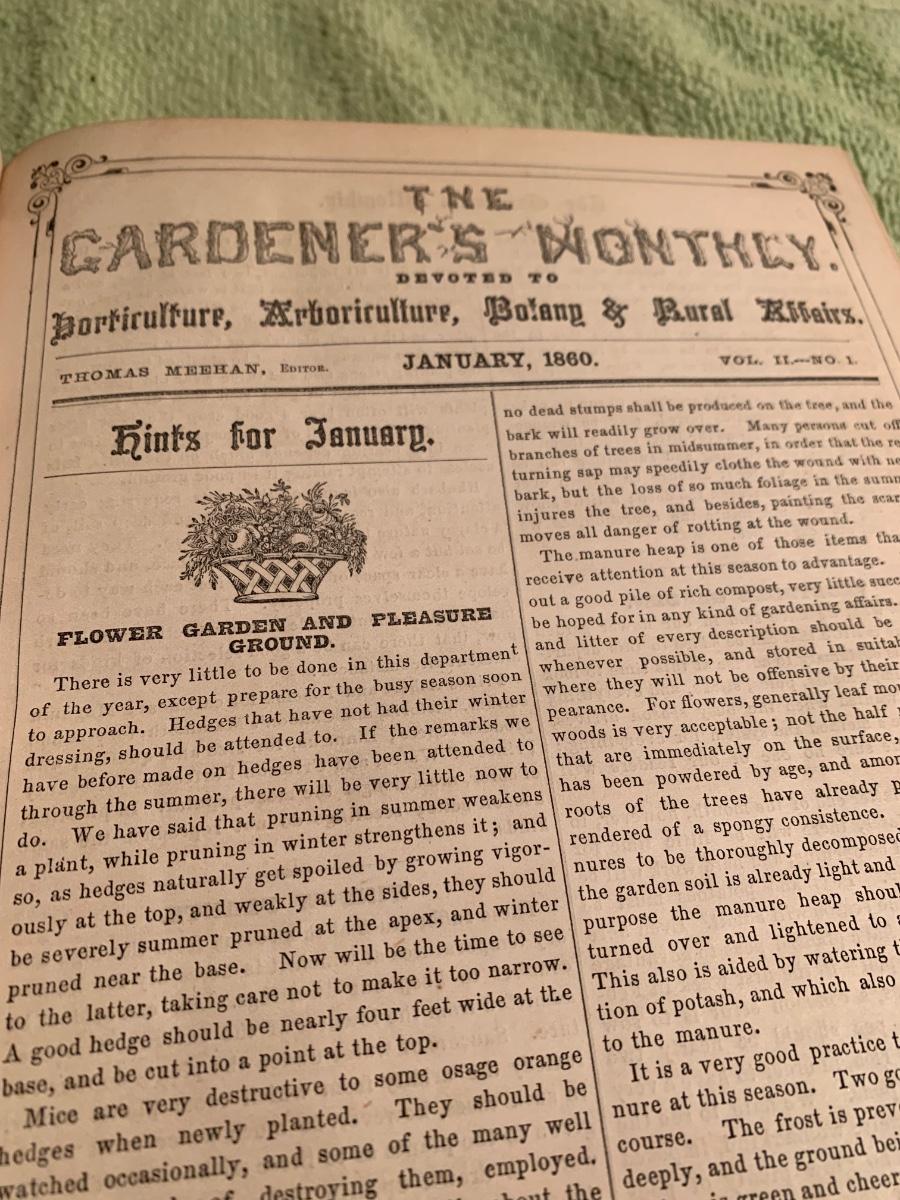 THE
GARDENER'S MONTHLY.
DEVOTED TO
Horticulture, Arboriculture, Botany & Rural Affairs.
THOMAS MEEHAN, Editor. JANUARY, 1860. VOL. II.—NO. 1.
Hints for January.
FLOWER GARDEN AND PLEASURE
GROUND.
There is very little to be done in this department
of the year, except prepare for the busy season soon
to approach. Hedges that have not had their winter
dressing, should be attended to. If the remarks we
have before made on hedges have been attended to
through the summer, there will be very little now to
do. We have said that pruning in summer weakens
a plant, while pruning in winter strengthens it; and
so, as hedges naturally get spoiled by growing vigor-
ously at the top, and weakly at the sides, they should
be severely summer pruned at the apex, and winter
pruned near the base. Now will be the time to see
to the latter, taking care not to make it too narrow.
A good hedge should be nearly four feet wide at the
base, and be cut into a point at the top.
Mice are very destructive to some osage orange
hedges when newly planted. They should be
watched occasionally, and some of the many well
of destroying them, employed.
about the
no dead stumps shall be produced on the tree, and the
bark will readily grow over. Many persons cut off
branches of trees in midsummer, in order that the re
turning sap may speedily clothe the wound with ne
bark, but the loss of so much foliage in the summ
injures the tree, and besides, painting the scar
moves all danger of rotting at the wound.
The manure heap is one of those items tha
receive attention at this season to advantage.
out a good pile of rich compost, very little succ
be hoped for in any kind of gardening affairs.
and litter of every description should be
whenever possible, and stored in suitab
where they will not be offensive by their
pearance. For flowers, generally leaf mo
woods is very acceptable; not the half
that are immediately on the surface,
has been powdered by age, and amon
roots of the trees have already p
rendered of a spongy consistence.
nures to be thoroughly decomposed
the garden soil is already light and
purpose the manure heap shoul
turned over and lightened to a
This also is aided by watering t
tion of potash, and which also
to the manure.
It is a very good practice t
nure at this season. Two go
course. The frost is prev
deeply, and the ground bei
is green and cheer